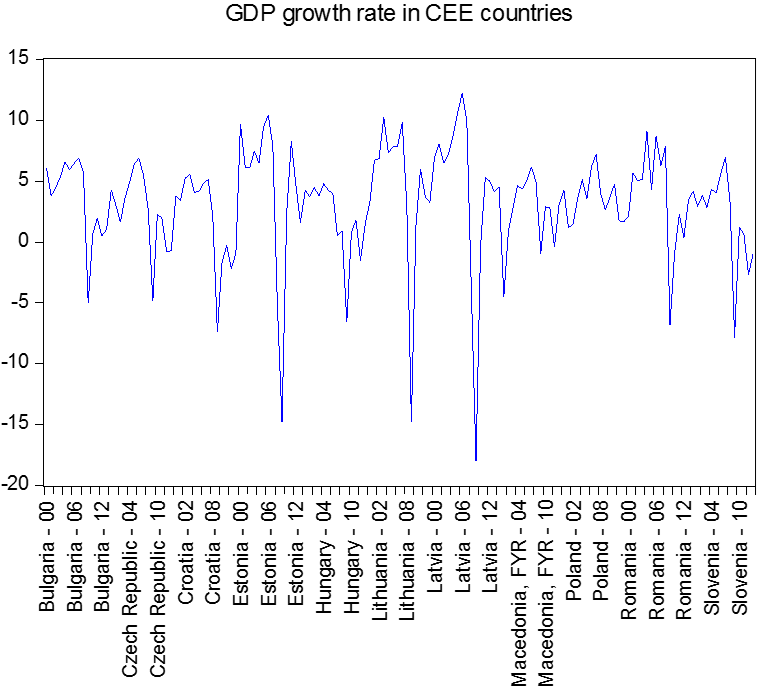 GDP growth rate in CEE countries
15
10
5
0
-5
-10
-15
-20
Bulgaria - 00
Bulgaria - 06
Bulgaria - 12
Czech Republic - 04
Czech Republic - 10
Croatia - 02
Croatia - 08
Estonia - 00
Estonia - 06
Estonia - 12
Hungary - 04
Hungary - 10
Lithuania - 02
Lithuania - 08
Latvia - 00
Latvia - 06
Latvia - 12
Macedonia, FYR - 04
Macedonia, FYR - 10
Poland - 02
Poland - 08
Romania - 00
Romania - 06
Romania - 12
Slovenia - 04
Slovenia - 10